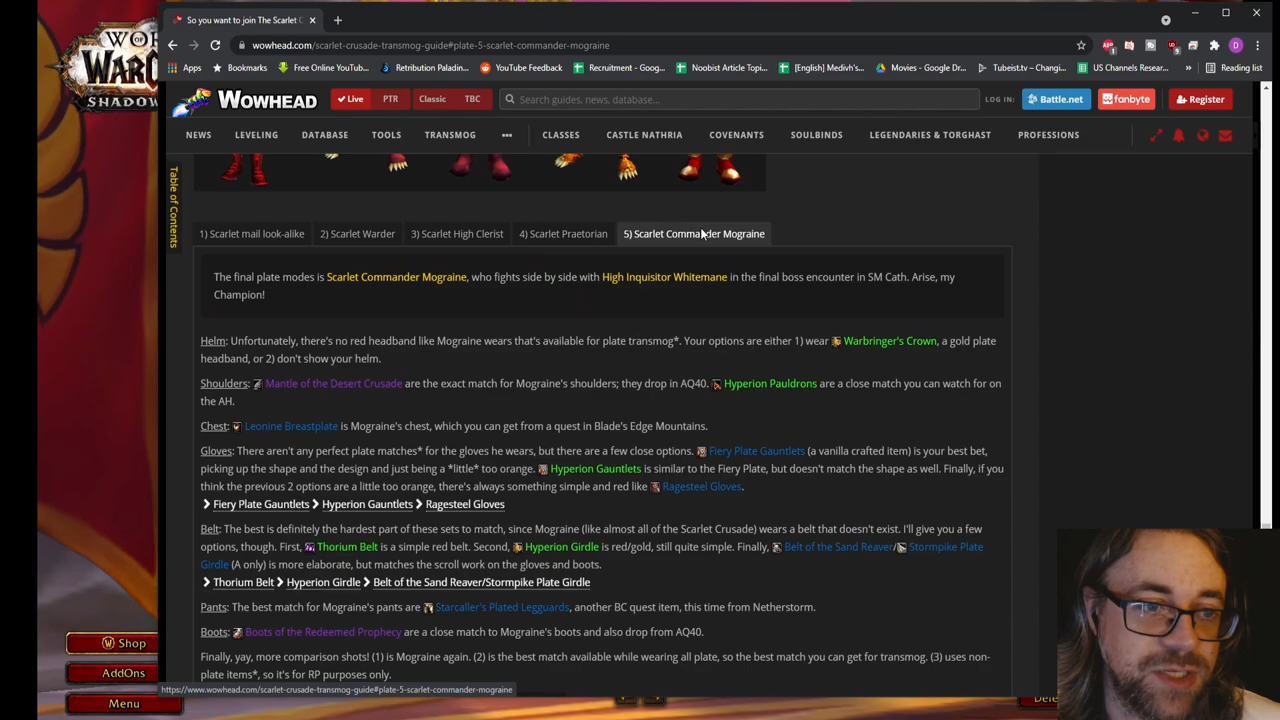 So you want to join The Scarlet C
wowhead.com/scarlet-crusade-transmog-guide#plate-5-scarlet-commander-mograine
Apps
Bookmarks
Free Online YouTub...
Retribution Paladin...
YouTube Feedback
Recruitment - Goog...
Noobist Article Topi...
[English] Medivh's...
Movies - Google Dr...
Tubeist.tv – Changi...
US Channels Resear...
Reading list
WOWHEAD
Live
PTR
Classic
TBC
Search guides, news, database...
LOG IN:
Battle.net
fanbyte
Register
NEWS
LEVELING
DATABASE
TOOLS
TRANSMOG
CLASSES
CASTLE NATHRIA
COVENANTS
SOULBINDS
LEGENDARIES & TORGHAST
PROFESSIONS
Table of Contents
1) Scarlet mail look-alike
2) Scarlet Warder
3) Scarlet High Clerist
4) Scarlet Praetorian
5) Scarlet Commander Mograine
The final plate modes is Scarlet Commander Mograine, who fights side by side with High Inquisitor Whitemane in the final boss encounter in SM Cath. Arise, my
Champion!
Helm: Unfortunately, there's no red headband like Mograine wears that's available for plate transmog*. Your options are either 1) wear Warbringer's Crown, a gold plate
headband, or 2) don't show your helm.
Shoulders: Mantle of the Desert Crusade are the exact match for Mograine's shoulders; they drop in AQ40. Hyperion Pauldrons are a close match you can watch for on
the AH.
Chest: Leonine Breastplate is Mograine's chest, which you can get from a quest in Blade's Edge Mountains.
Gloves: There aren't any perfect plate matches* for the gloves he wears, but there are a few close options. Fiery Plate Gauntlets (a vanilla crafted item) is your best bet,
picking up the shape and the design and just being a *little* too orange. Hyperion Gauntlets is similar to the Fiery Plate, but doesn't match the shape as well. Finally, if you
think the previous 2 options are a little too orange, there's always something simple and red like Ragesteel Gloves.
Fiery Plate Gauntlets Hyperion Gauntlets Ragesteel Gloves
Belt: The best is definitely the hardest part of these sets to match, since Mograine (like almost all of the Scarlet Crusade) wears a belt that doesn't exist. I'll give you a few
options, though. First, Thorium Belt is a simple red belt. Second, Hyperion Girdle is red/gold, still quite simple. Finally, Belt of the Sand Reaver/Stormpike Plate
Girdle (A only) is more elaborate, but matches the scroll work on the gloves and boots.
Thorium Belt Hyperion Girdle Belt of the Sand Reaver/Stormpike Plate Girdle
Pants: The best match for Mograine's pants are Starcaller's Plated Legguards, another BC quest item, this time from Netherstorm.
Boots: Boots of the Redeemed Prophecy are a close match to Mograine's boots and also drop from AQ40.
Finally, yay, more comparison shots! (1) is Mograine again. (2) is the best match available while wearing all plate, so the best match you can get for transmog. (3) uses non-
plate items*, so it's for RP purposes only.
https://www.wowhead.com/scarlet-crusade-transmog-guide#plate-5-scarlet-commander-mograine
Shop
AddOns
Menu